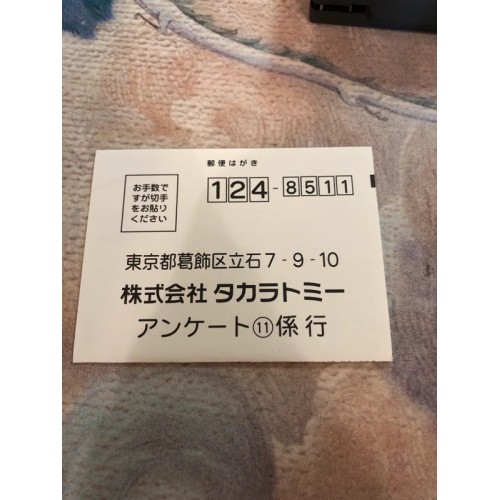 郵便はがき
お手数で
すが切手
をお貼り
ください
124-8511
東京都葛飾区立石7-9-10
株式会社 タカラトミー
アンケート⑪係 行